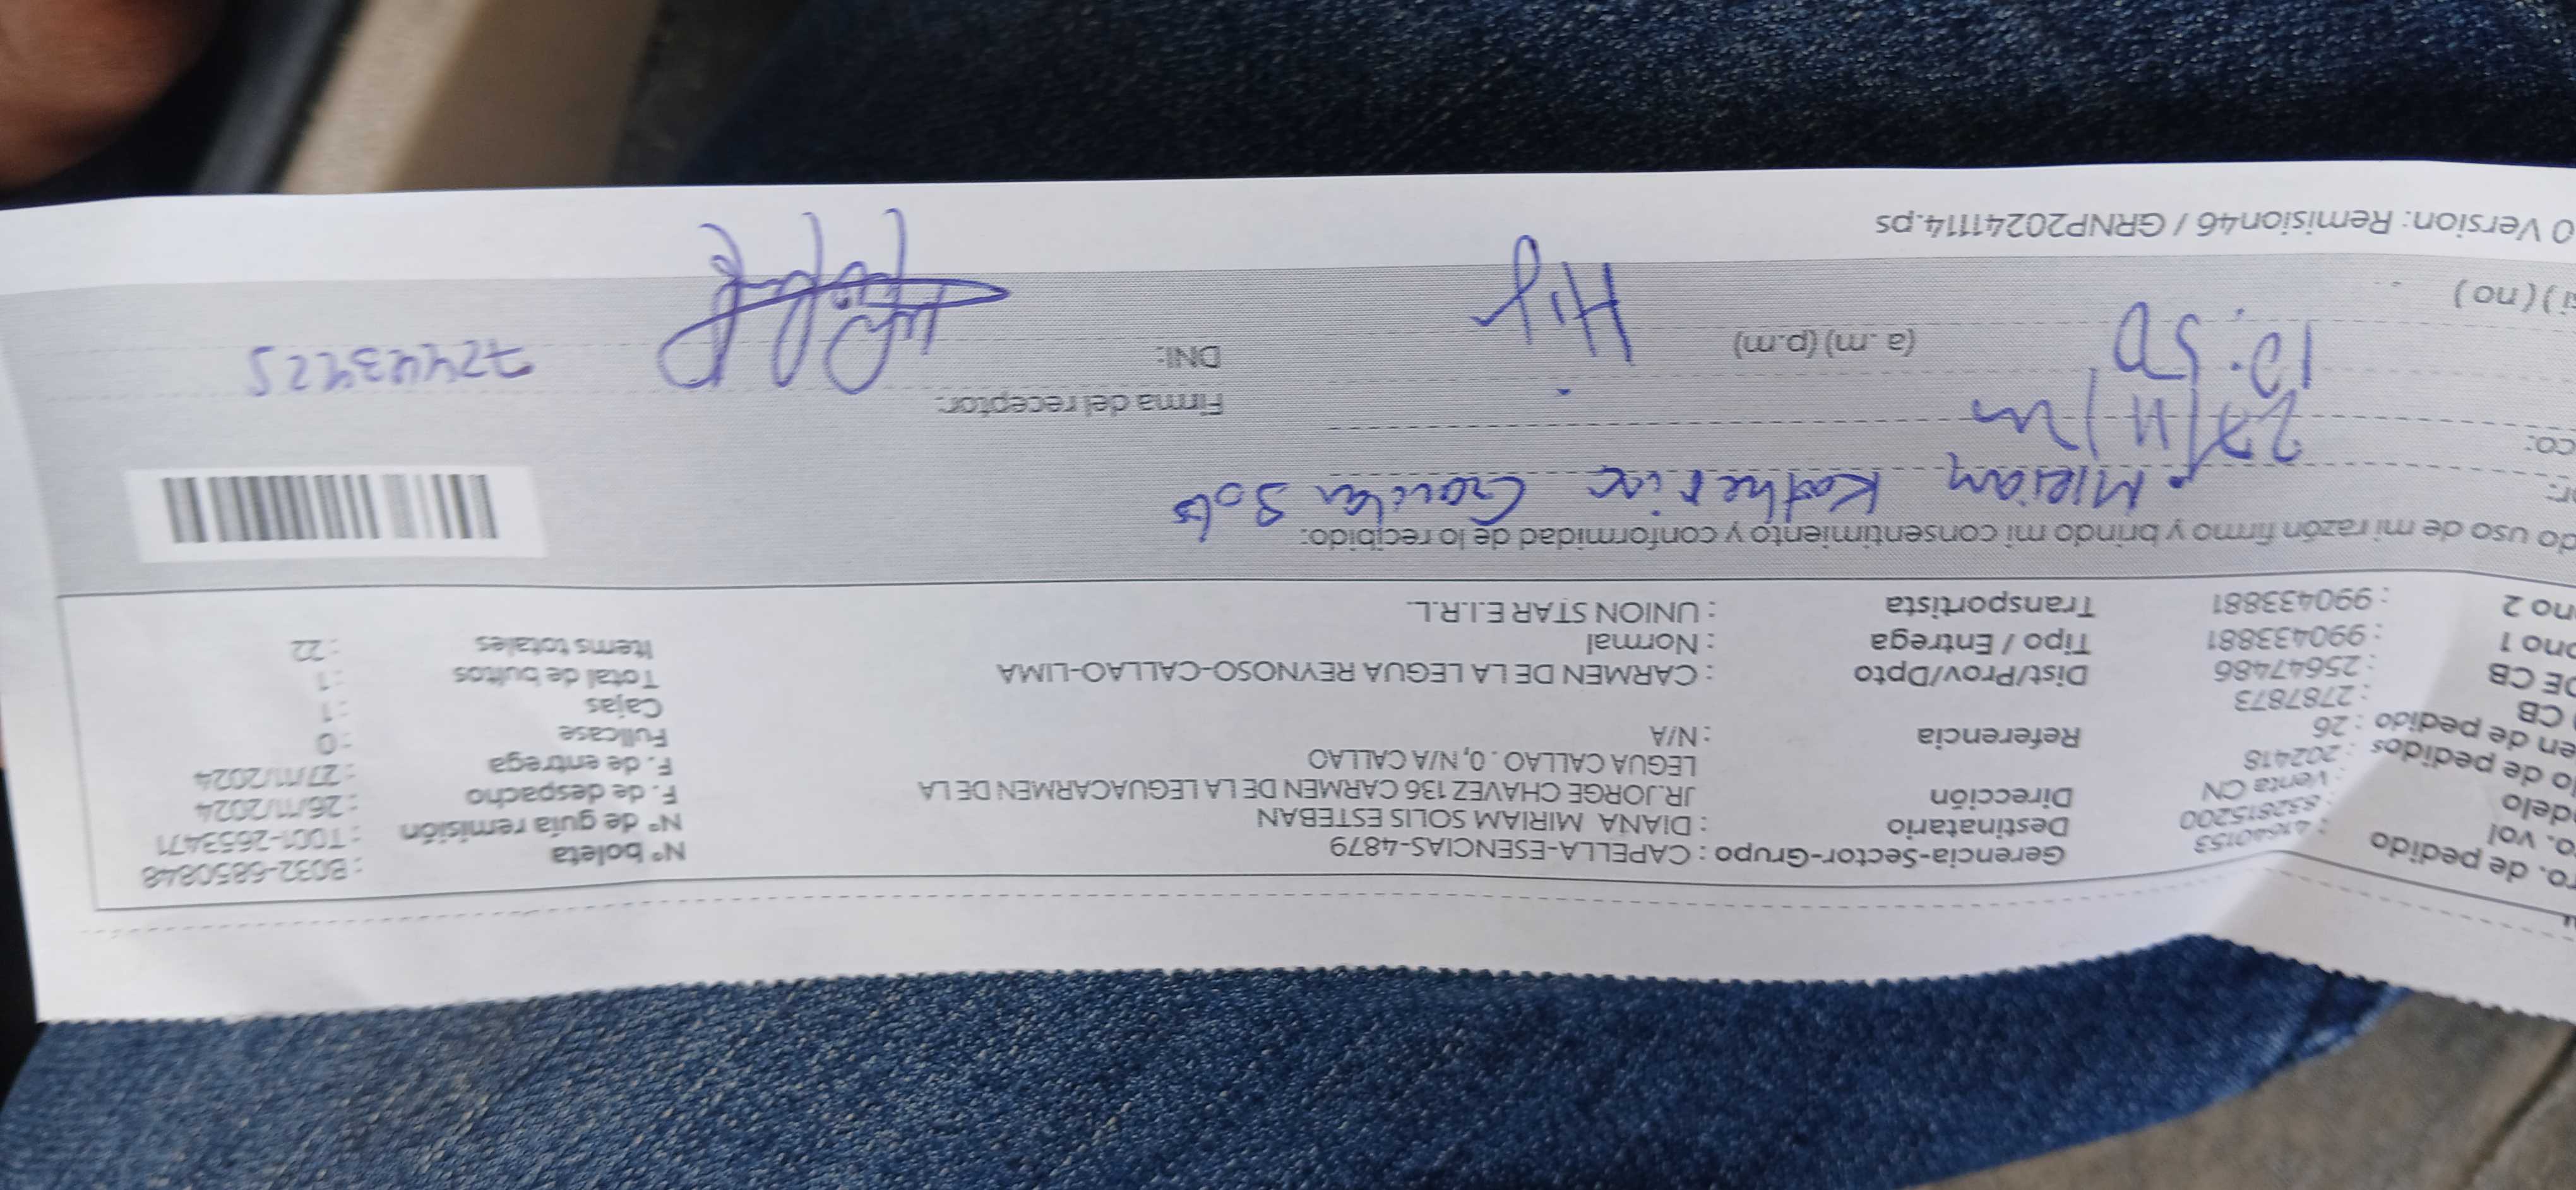 ro. de pedido : 41640153 Gerencia-Sector-Grupo : CAPELLA-ESENCIAS-4879 N° boleta : B032-6850848
o. vol : 832815200 Destinatario : DIANA MIRIAM SOLIS ESTEBAN N° de guía remisión : T001-2653471
delo : Venta CN Dirección JR.JORGE CHAVEZ 136 CARMEN DE LA LEGUACARMEN DE LA F. de despacho : 26/11/2024
lo de pedidos : 202418 LEGUA CALLAO . 0, N/A CALLAO F. de entrega : 27/11/2024
en de pedido : 26 Referencia : N/A Fullcase : 0
CB : 2787873 Cajas : 1
DE CB : 25647486 Dist/Prov/Dpto : CARMEN DE LA LEGUA REYNOSO-CALLAO-LIMA Total de bultos : 1
ono 1 : 990433881 Tipo / Entrega : Normal Items totales : 22
no 2 : 990433881 Transportista : UNION STAR E.I.R.L.
do uso de mi razón firmo y brindo mi consentimiento y conformidad de lo recibido:
r: Miriam Katherine Soto
co: 27/11/24 Firma del receptor:
10:50 (a.m) (p.m) Hij DNI: 72443425
i ) ( no )
0 Version: Remision46 / GRNP20241114.ps